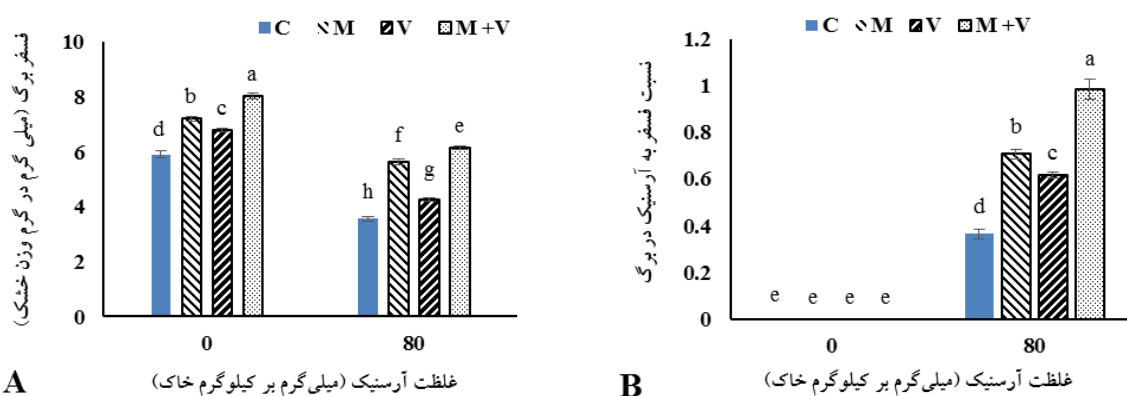 C M V M+V
فسفر برگ (میلی گرم در گرم وزن خشک)
10
8
6
4
2
0
d b c a
h f g e
0 80
غلظت آرسنیک (میلی‌گرم بر کیلوگرم خاک)
A
C M V M+V
نسبت فسفر به آرسنیک در برگ
1.2
1
0.8
0.6
0.4
0.2
0
e e e e
d b c a
0 80
غلظت آرسنیک (میلی‌گرم بر کیلوگرم خاک)
B